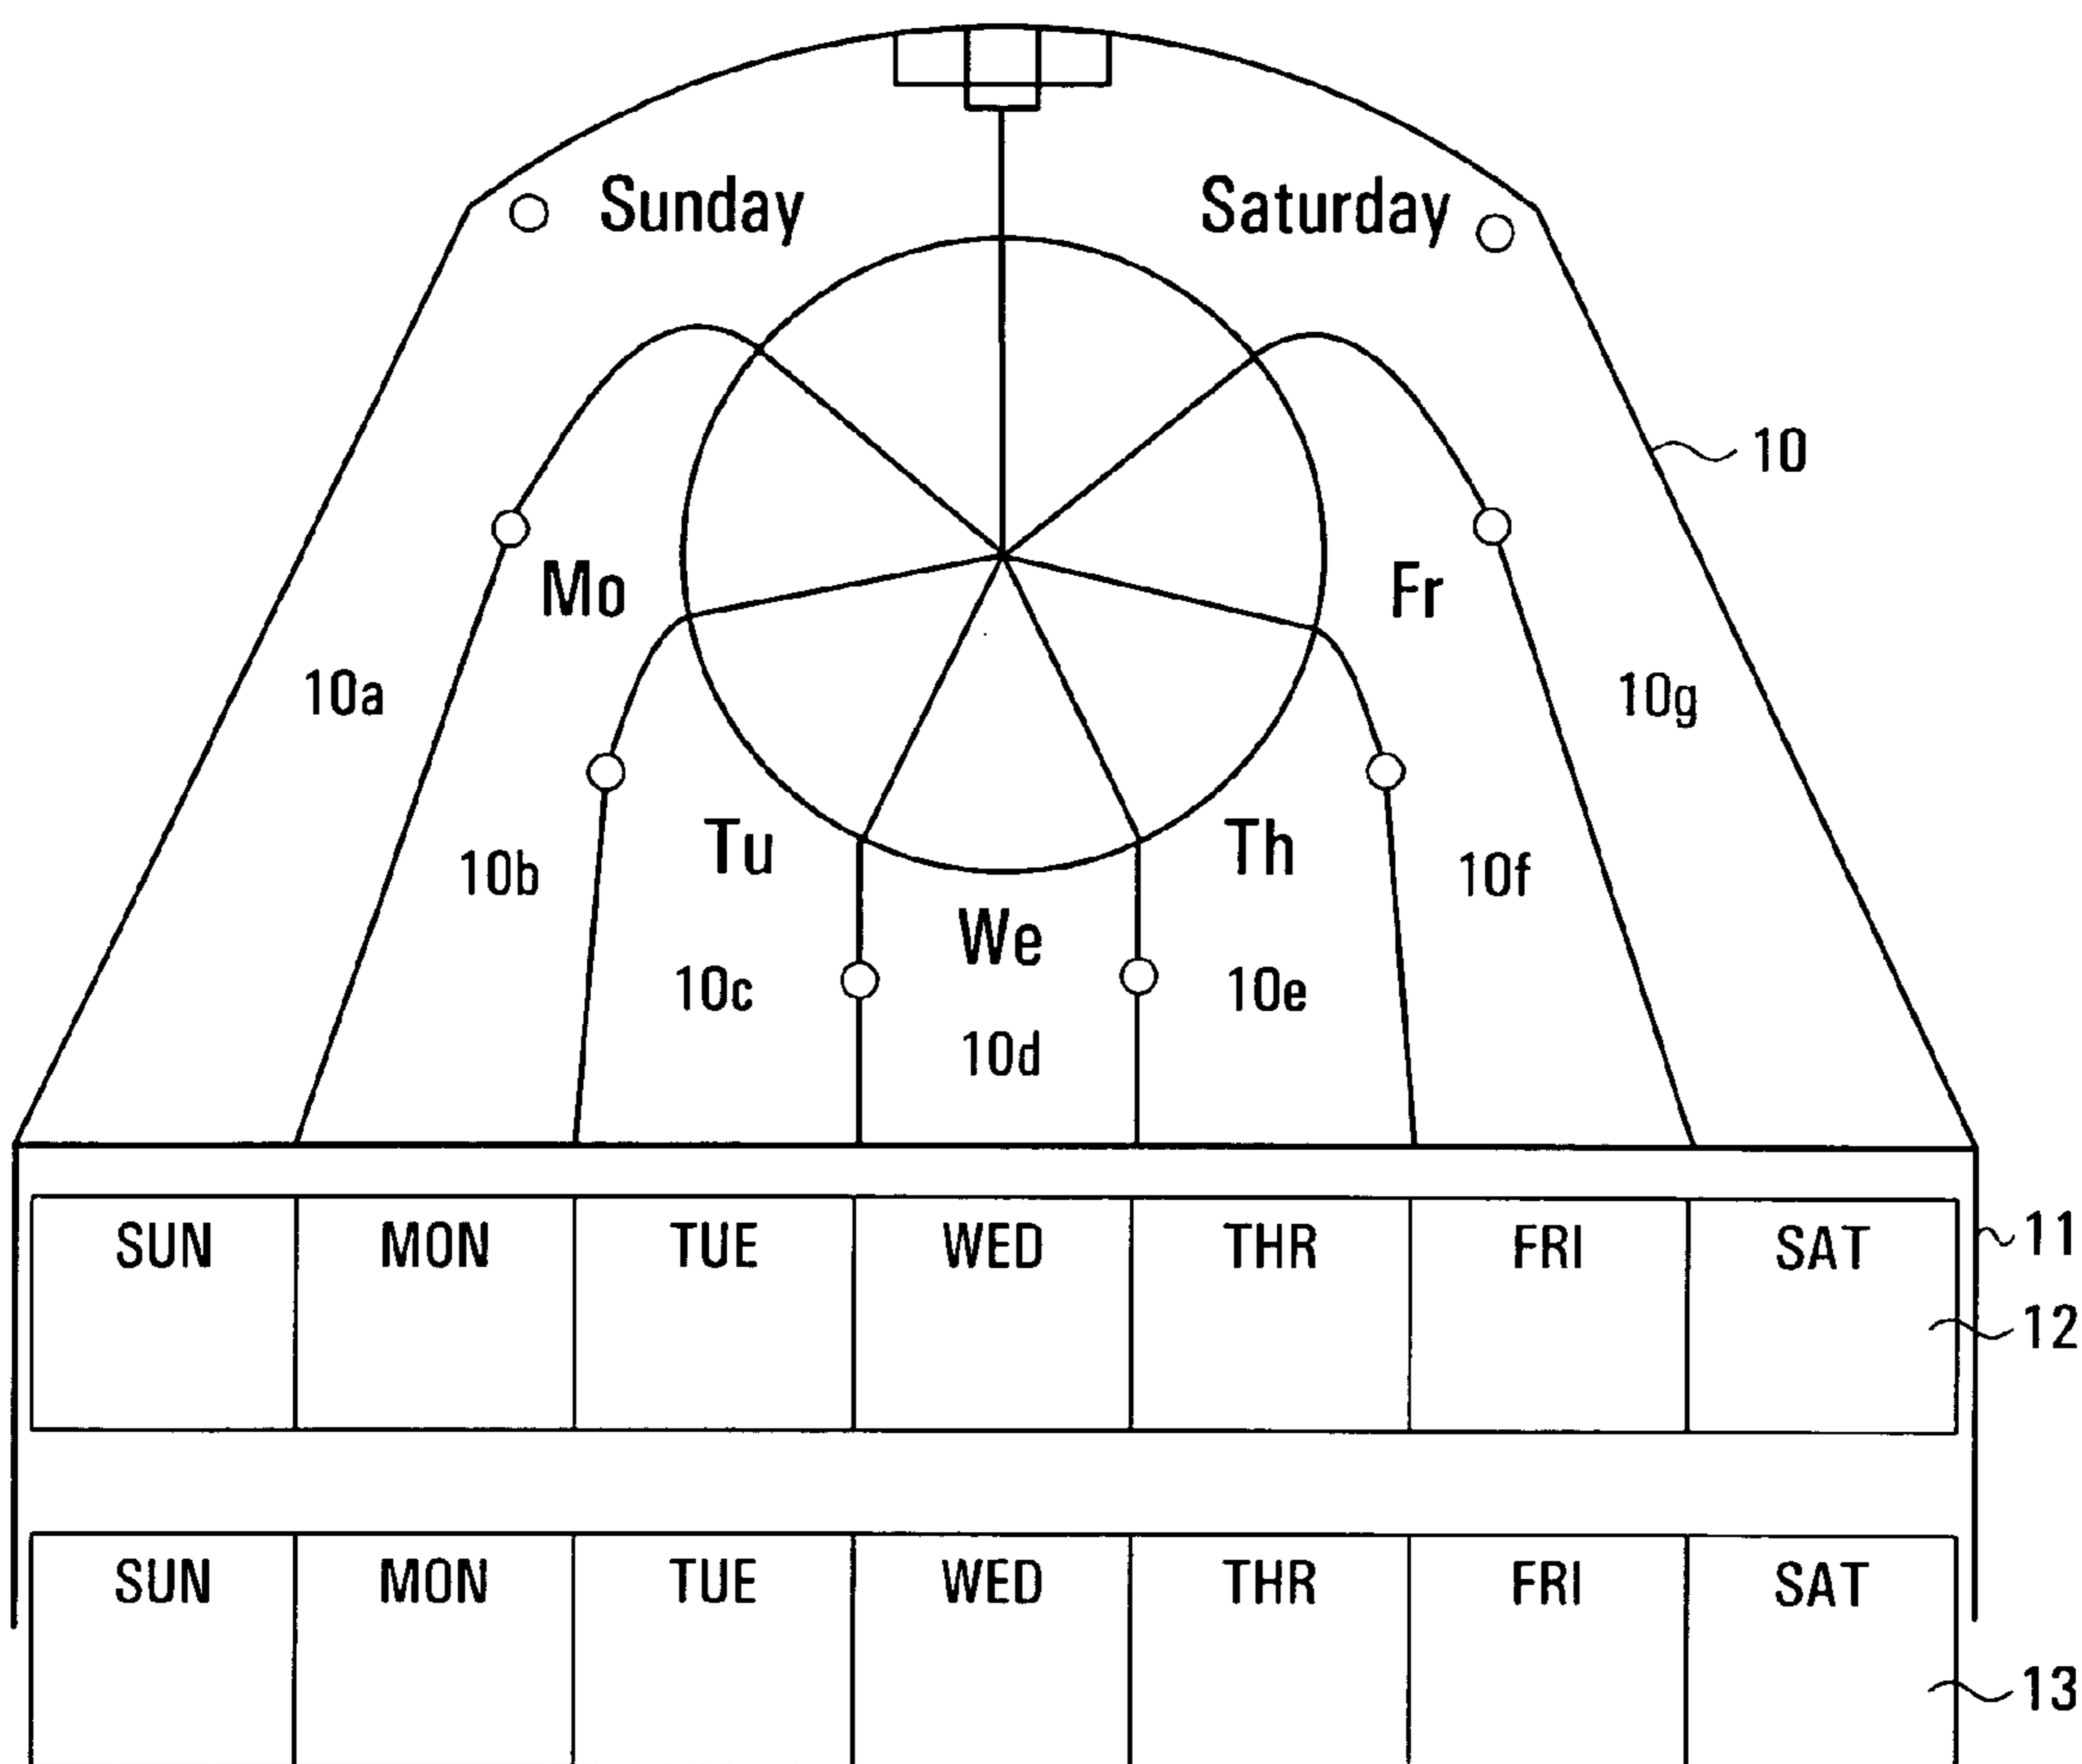 Sunday Saturday
10
Mo Fr
10a 10g
Tu Th
10b 10f
We
10c 10e
10d
11
SUN MON TUE WED THR FRI SAT
12
SUN MON TUE WED THR FRI SAT
13